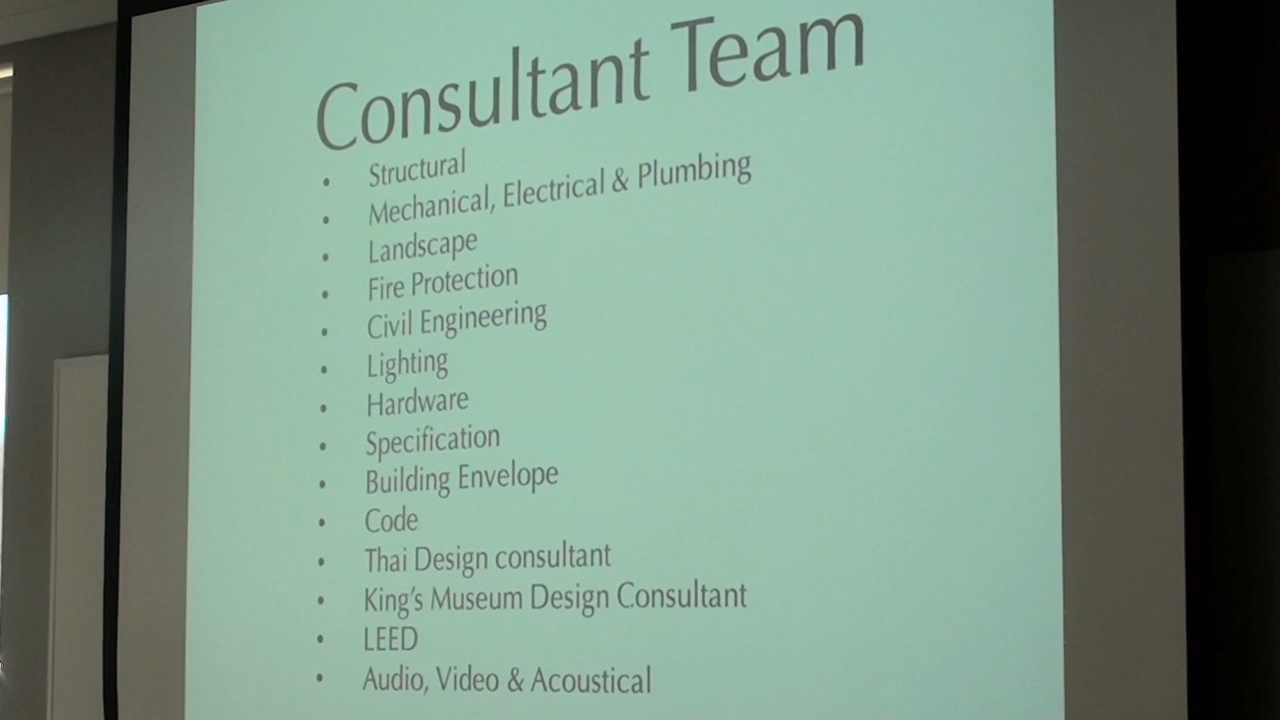 Consultant Team
• Structural
• Mechanical, Electrical & Plumbing
• Landscape
• Fire Protection
• Civil Engineering
• Lighting
• Hardware
• Specification
• Building Envelope
• Code
• Thai Design consultant
• King's Museum Design Consultant
• LEED
• Audio, Video & Acoustical